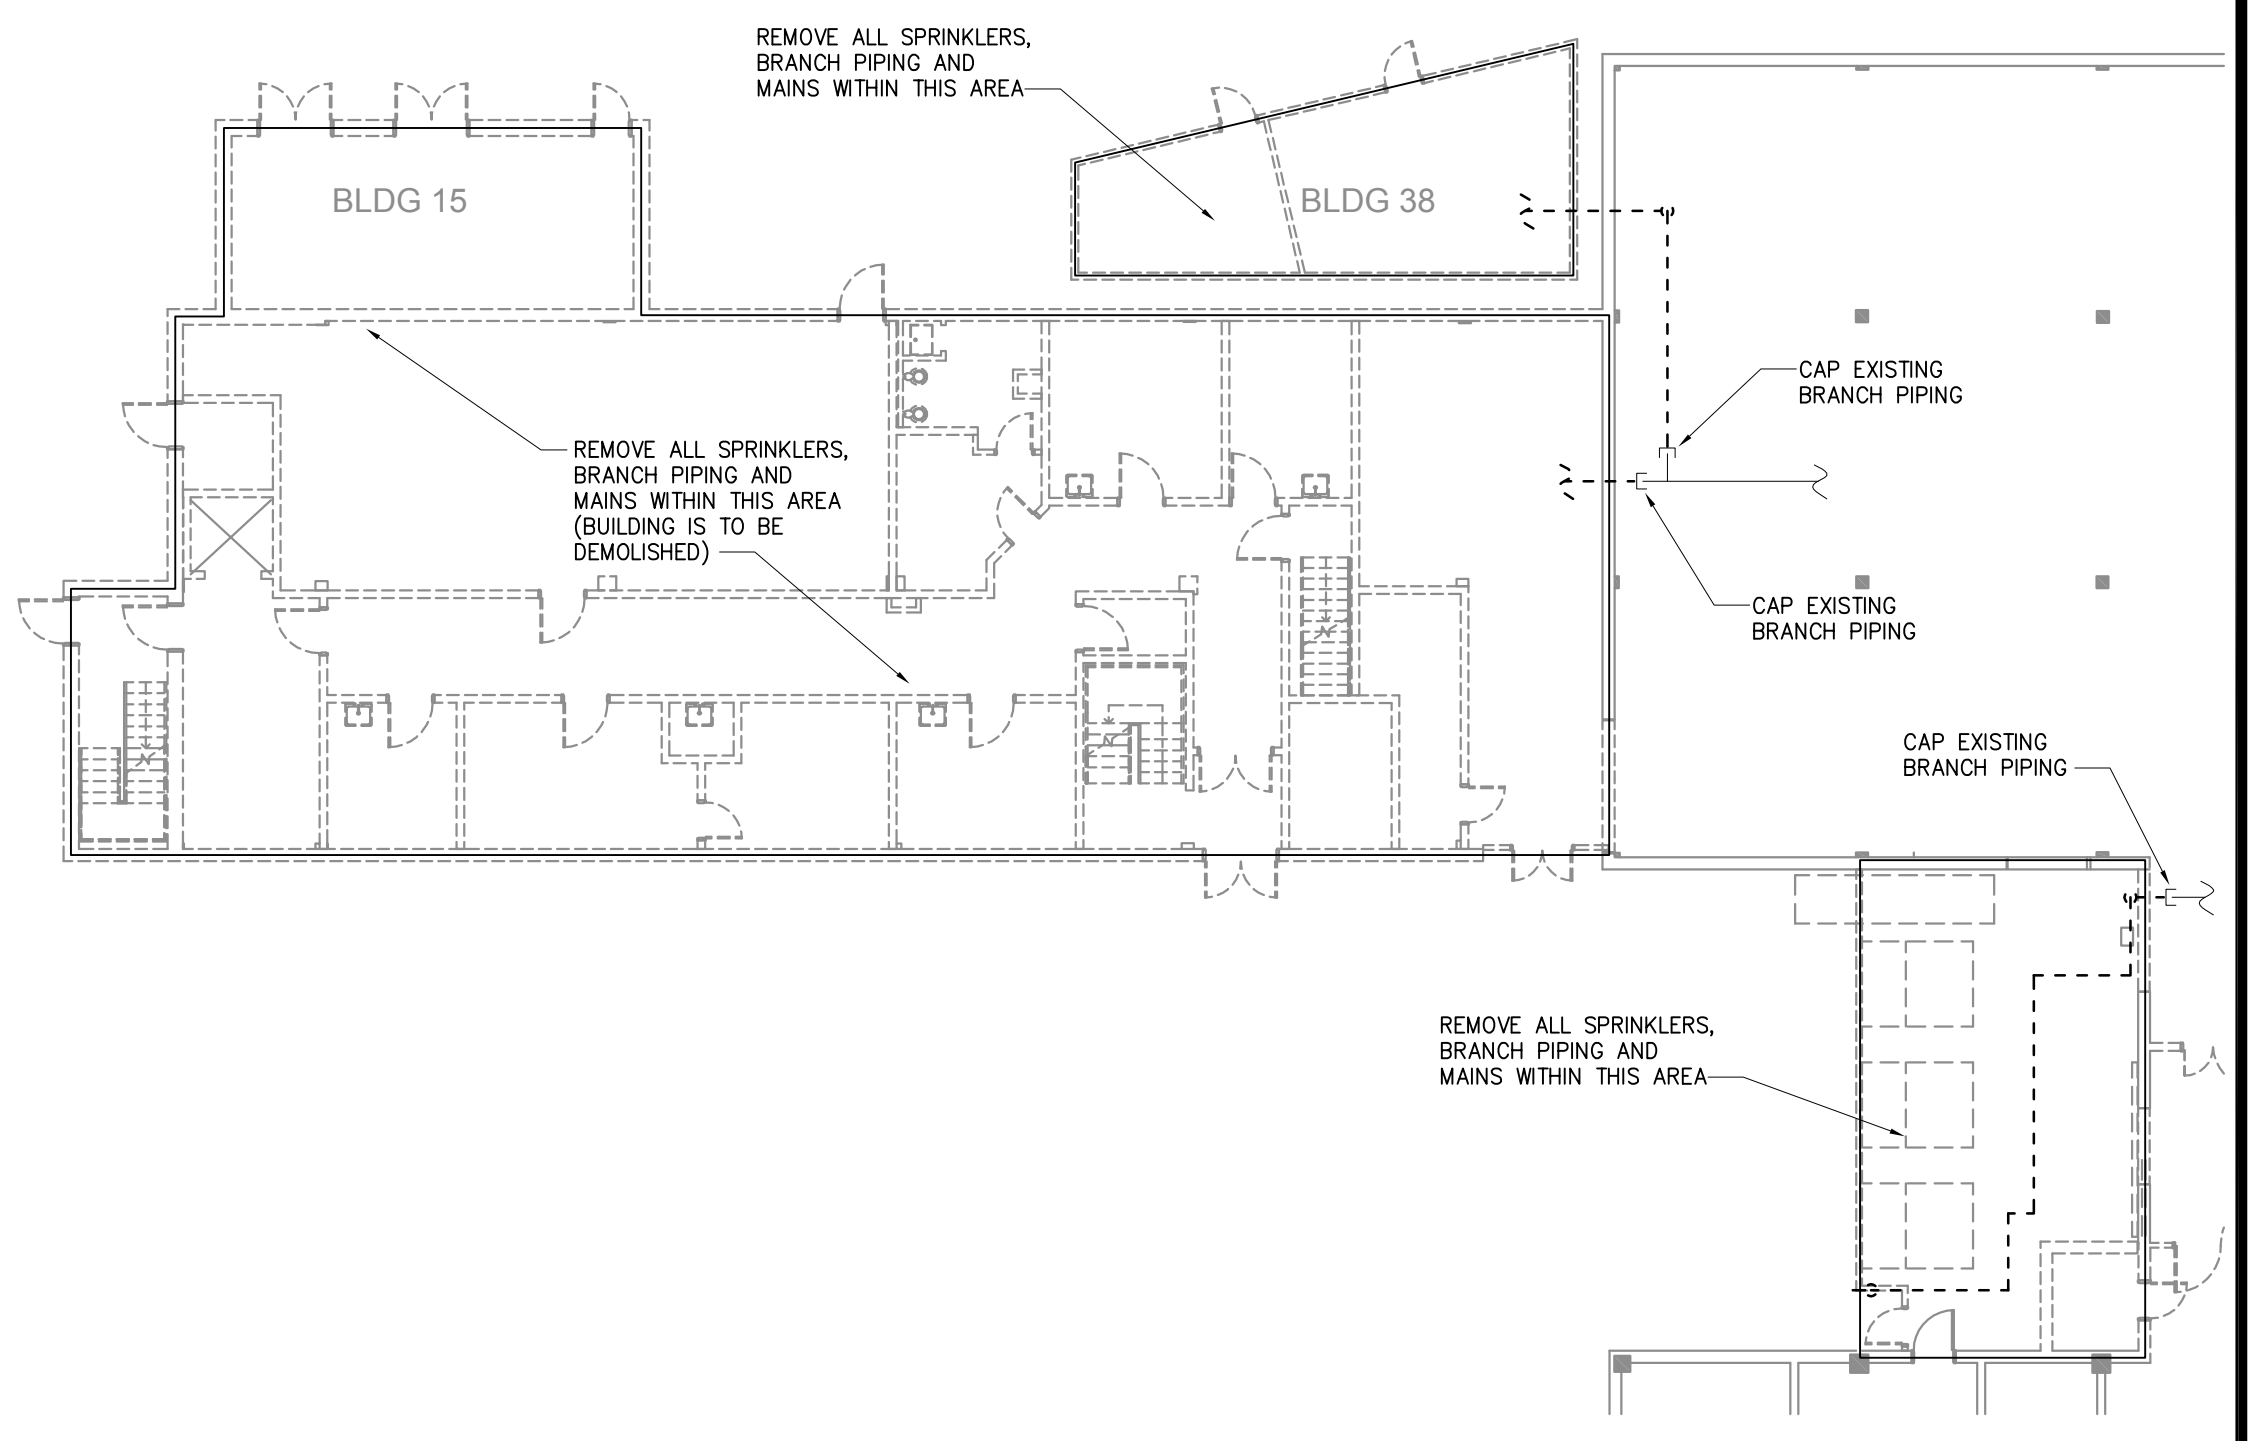 REMOVE ALL SPRINKLERS,
BRANCH PIPING AND
MAINS WITHIN THIS AREA
BLDG 15
BLDG 38
CAP EXISTING
BRANCH PIPING
REMOVE ALL SPRINKLERS,
BRANCH PIPING AND
MAINS WITHIN THIS AREA
(BUILDING IS TO BE
DEMOLISHED)
CAP EXISTING
BRANCH PIPING
CAP EXISTING
BRANCH PIPING
REMOVE ALL SPRINKLERS,
BRANCH PIPING AND
MAINS WITHIN THIS AREA